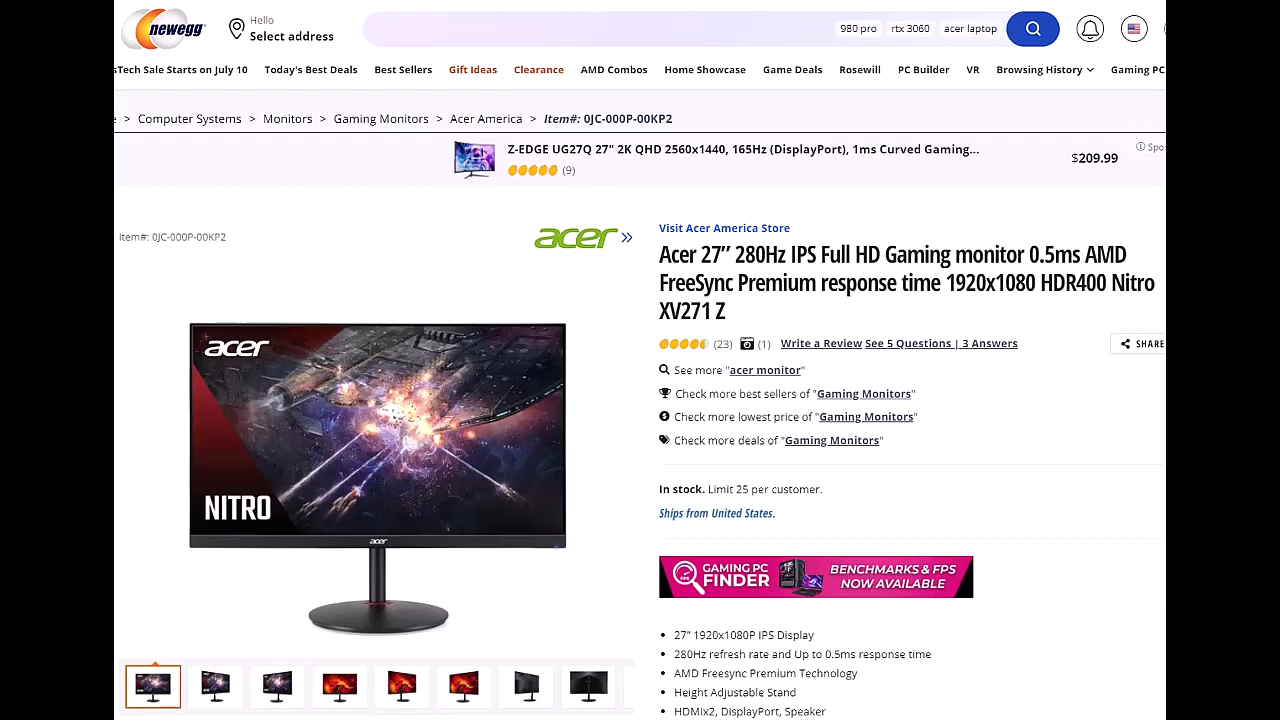 newegg
Hello
Select address
980 pro
rtx 3060
acer laptop
sTech Sale Starts on July 10
Today's Best Deals
Best Sellers
Gift Ideas
Clearance
AMD Combos
Home Showcase
Game Deals
Rosewill
PC Builder
VR
Browsing History
Gaming PC
> Computer Systems > Monitors > Gaming Monitors > Acer America > Item#: 0JC-000P-00KP2
Z-EDGE UG27Q 27" 2K QHD 2560x1440, 165Hz (DisplayPort), 1ms Curved Gaming...
(9)
$209.99
Spo
Item#: 0JC-000P-00KP2
acer
Visit Acer America Store
Acer 27” 280Hz IPS Full HD Gaming monitor 0.5ms AMD
FreeSync Premium response time 1920x1080 HDR400 Nitro
XV271 Z
(23)
(1)
Write a Review See 5 Questions | 3 Answers
SHARE
See more "acer monitor"
Check more best sellers of "Gaming Monitors"
Check more lowest price of "Gaming Monitors"
Check more deals of "Gaming Monitors"
acer
NITRO
acer
In stock. Limit 25 per customer.
Ships from United States.
GAMING PC
FINDER
BENCHMARKS & FPS
NOW AVAILABLE
• 27” 1920x1080P IPS Display
• 280Hz refresh rate and Up to 0.5ms response time
• AMD Freesync Premium Technology
• Height Adjustable Stand
• HDMIx2, DisplayPort, Speaker